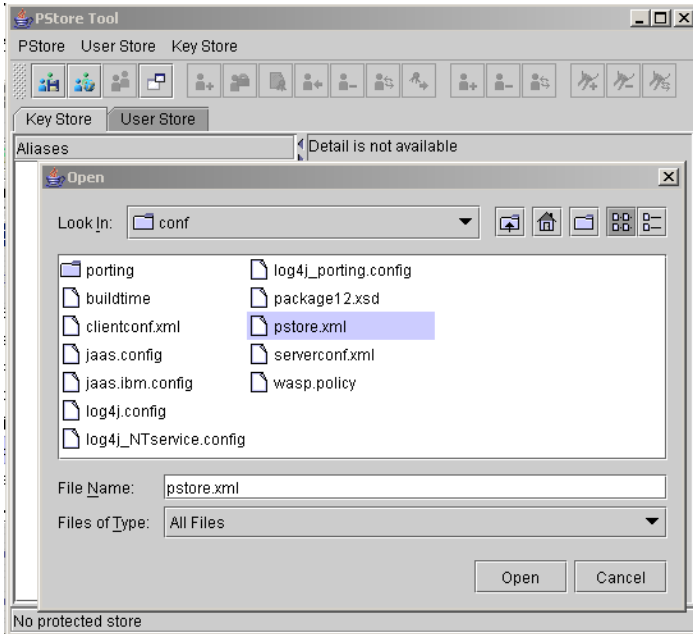 PStore Tool
PStore User Store Key Store
Key Store User Store
Aliases Detail is not available
Open
Look In: conf
porting log4j_porting.config
buildtime package12.xsd
clientconf.xml pstore.xml
jaas.config serverconf.xml
jaas.ibm.config wasp.policy
log4j.config
log4j_NTservice.config
File Name: pstore.xml
Files of Type: All Files
Open Cancel
No protected store